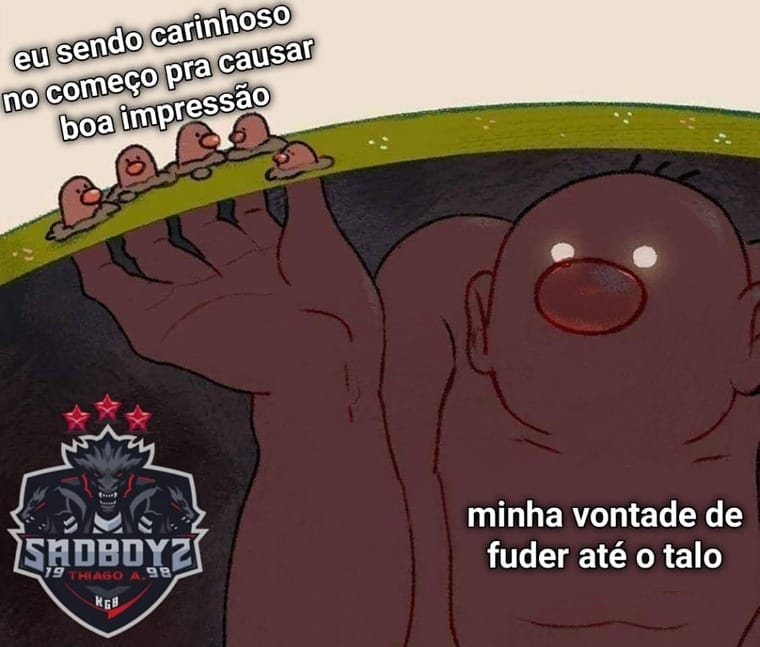 eu sendo carinhoso
no começo pra causar
boa impressão
minha vontade de
fuder até o talo
SADBOYZ
19 THIAGO A. 98
KGB